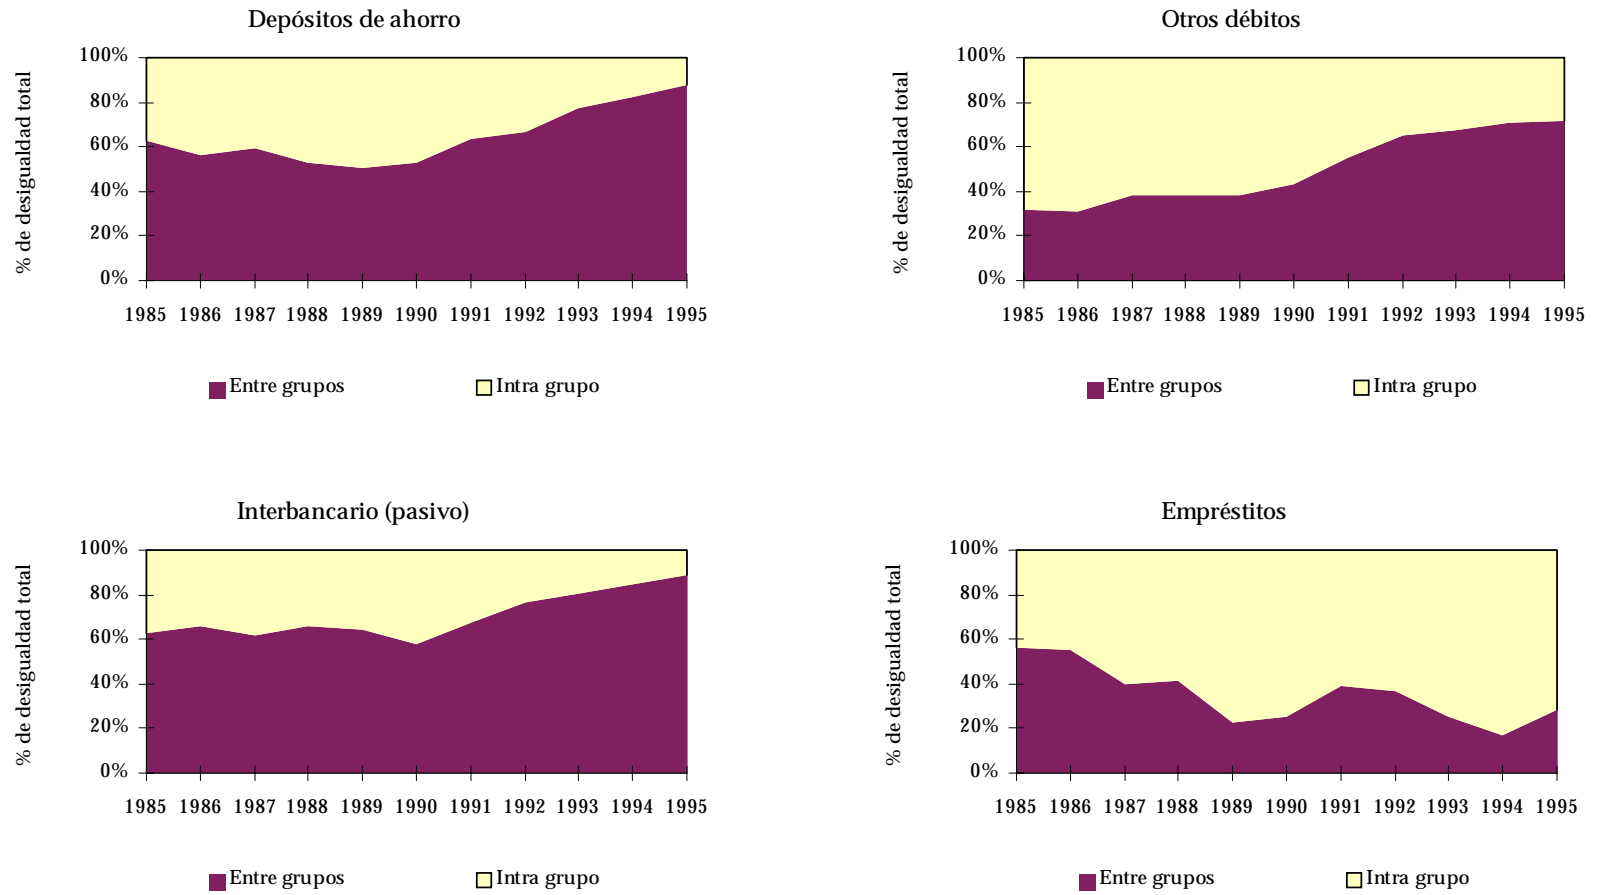 Depósitos de ahorro
% de desigualdad total
100%
80%
60%
40%
20%
0%
1985 1986 1987 1988 1989 1990 1991 1992 1993 1994 1995
Entre grupos Intra grupo
Otros débitos
% de desigualdad total
100%
80%
60%
40%
20%
0%
1985 1986 1987 1988 1989 1990 1991 1992 1993 1994 1995
Entre grupos Intra grupo
Interbancario (pasivo)
% de desigualdad total
100%
80%
60%
40%
20%
0%
1985 1986 1987 1988 1989 1990 1991 1992 1993 1994 1995
Entre grupos Intra grupo
Empréstitos
% de desigualdad total
100%
80%
60%
40%
20%
0%
1985 1986 1987 1988 1989 1990 1991 1992 1993 1994 1995
Entre grupos Intra grupo